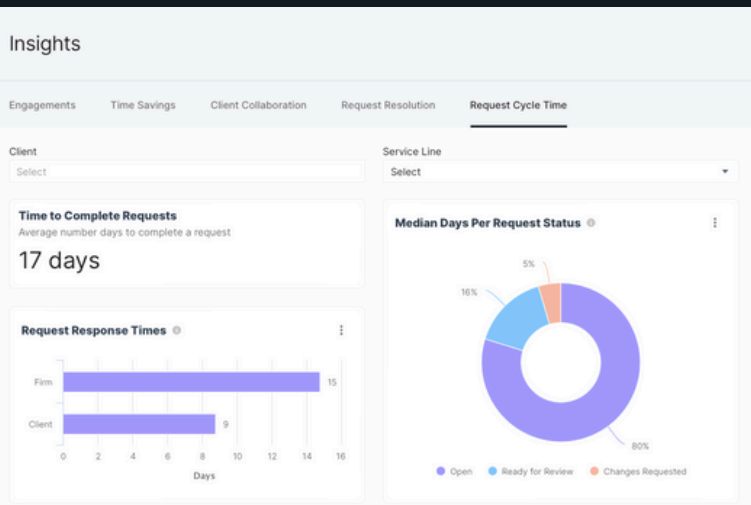 Insights
Engagements Time Savings Client Collaboration Request Resolution Request Cycle Time
Client
Select
Service Line
Select
Time to Complete Requests
Average number days to complete a request
17 days
Request Response Times
Firm 15
Client 9
0 2 4 6 8 10 12 14 16
Days
Median Days Per Request Status
5%
16%
80%
Open Ready for Review Changes Requested